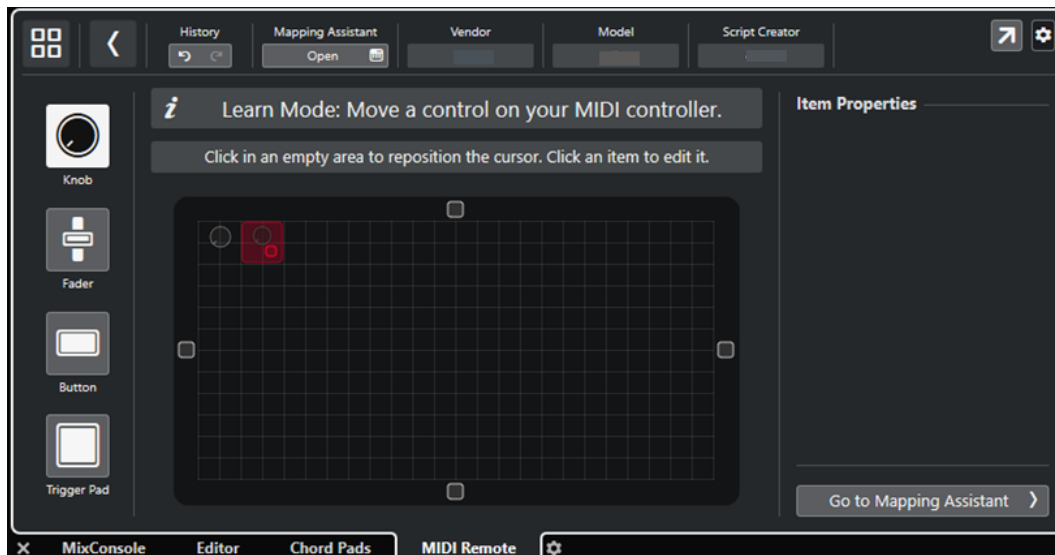 History
Mapping Assistant
Vendor
Model
Script Creator
Open
i Learn Mode: Move a control on your MIDI controller.
Item Properties
Click in an empty area to reposition the cursor. Click an item to edit it.
Knob
Fader
Button
Trigger Pad
Go to Mapping Assistant
MixConsole
Editor
Chord Pads
MIDI Remote